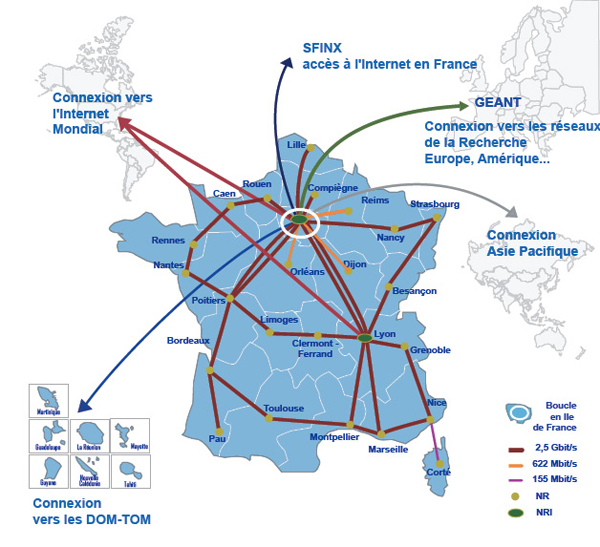 SFINX
accès à l'Internet en France
Connexion vers
l'Internet
Mondial
GEANT
Connexion vers les réseaux
de la Recherche
Europe, Amérique...
Lille
Rouen
Compiègne
Caen
Reims
Strasbourg
Rennes
Nancy
Connexion
Asie Pacifique
Nantes
Orléans
Dijon
Besançon
Poitiers
Limoges
Lyon
Bordeaux
Clermont -
Ferrand
Grenoble
Nice
Toulouse
Pau
Montpellier
Marseille
Corté
Martinique
Guadeloupe
La Réunion
Mayotte
Guyane
Nouvelle
Calédonie
Tahiti
Connexion
vers les DOM-TOM
Boucle
en Ile
de France
2,5 Gbit/s
622 Mbit/s
155 Mbit/s
NR
NRI